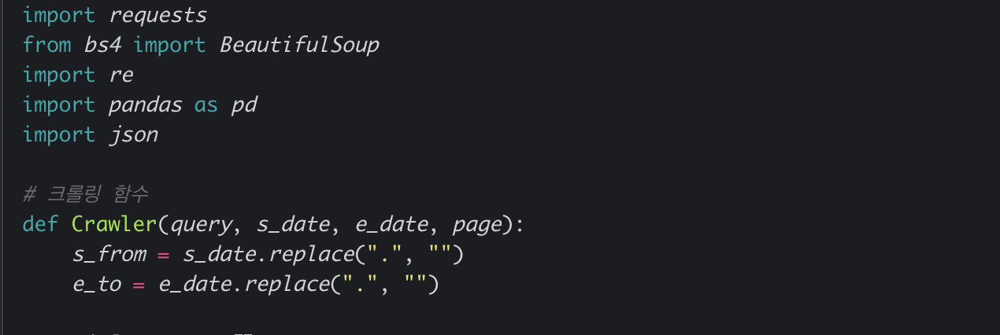 import requests
from bs4 import BeautifulSoup
import re
import pandas as pd
import json
# 크롤링 함수
def Crawler(query, s_date, e_date, page):
    s_from = s_date.replace(".", "")
    e_to = e_date.replace(".", "")